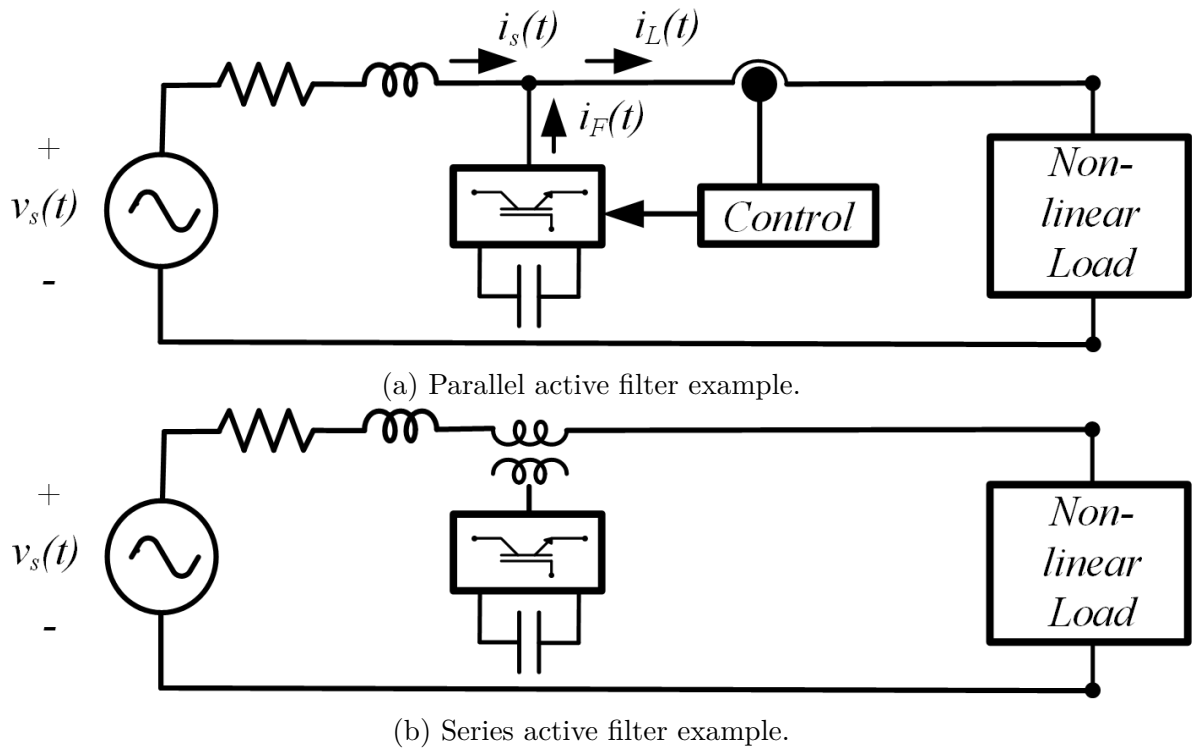 i_s(t) i_L(t)
i_F(t)
+
v_s(t)
-
Control
Non-
linear
Load
(a) Parallel active filter example.
+
v_s(t)
-
Non-
linear
Load
(b) Series active filter example.